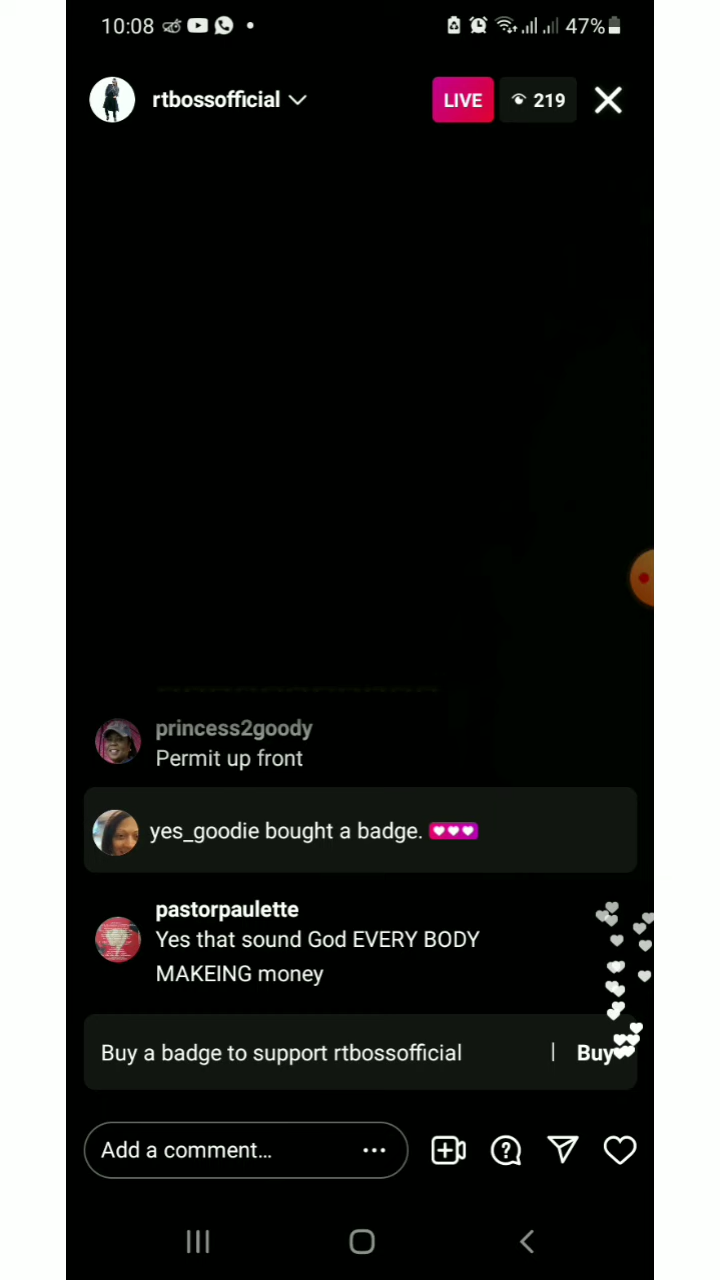 10:08 47%
rtbossofficial LIVE 219
princess2goody
Permit up front
yes_goodie bought a badge.
pastorpaulette
Yes that sound God EVERY BODY
MAKEING money
Buy a badge to support rtbossofficial | Buy
Add a comment...